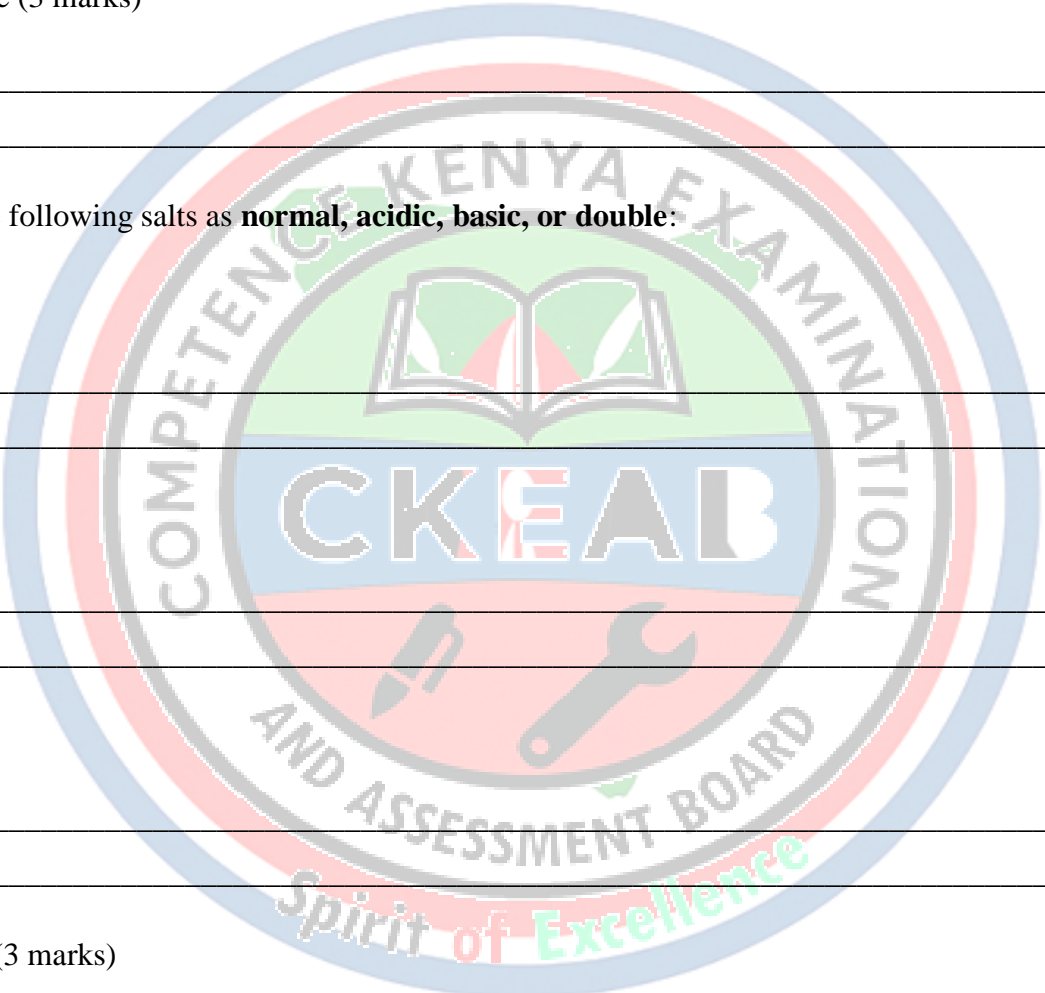 (3 marks)
following salts as normal, acidic, basic, or double:
COMPETENCE KENYA EXAMINATION
CKEAB
AND ASSESSMENT BOARD
Spirit of Excellence
(3 marks)